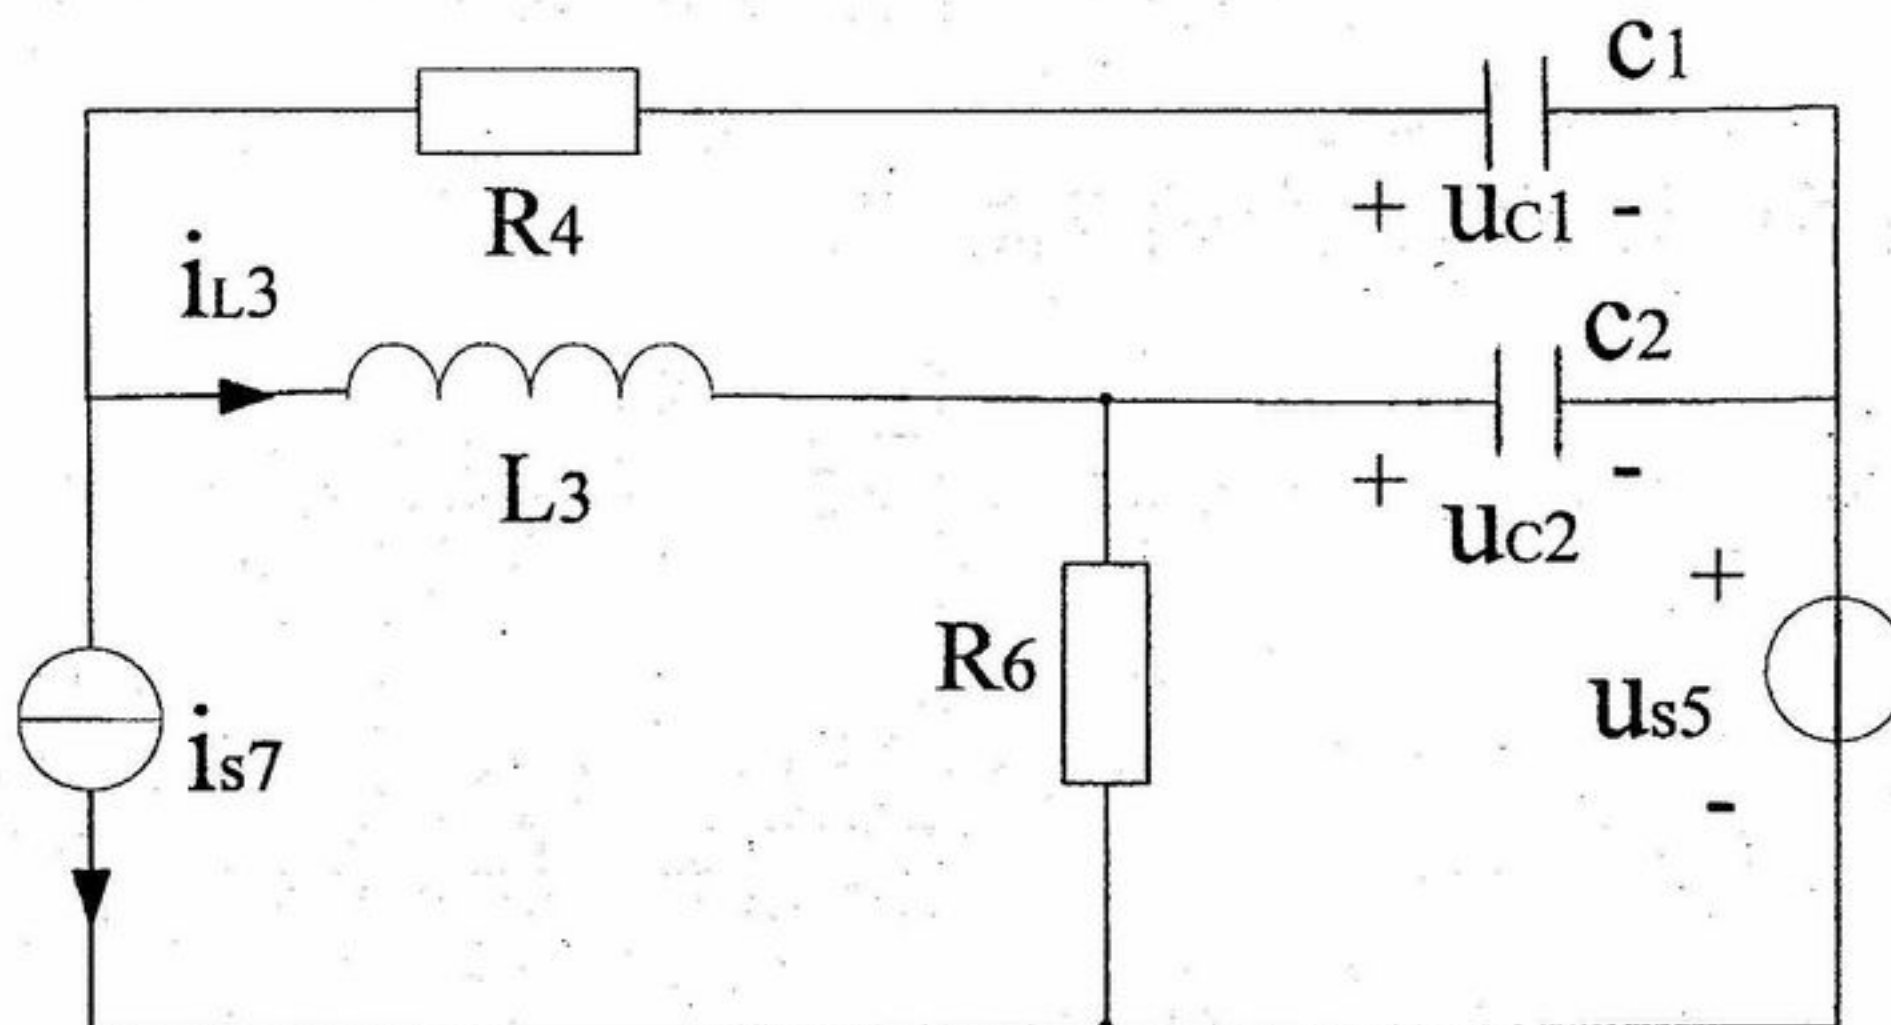 C1
R4
+ uC1 -
iL3
C2
L3
+ uC2 -
+
R6
us5
is7
-